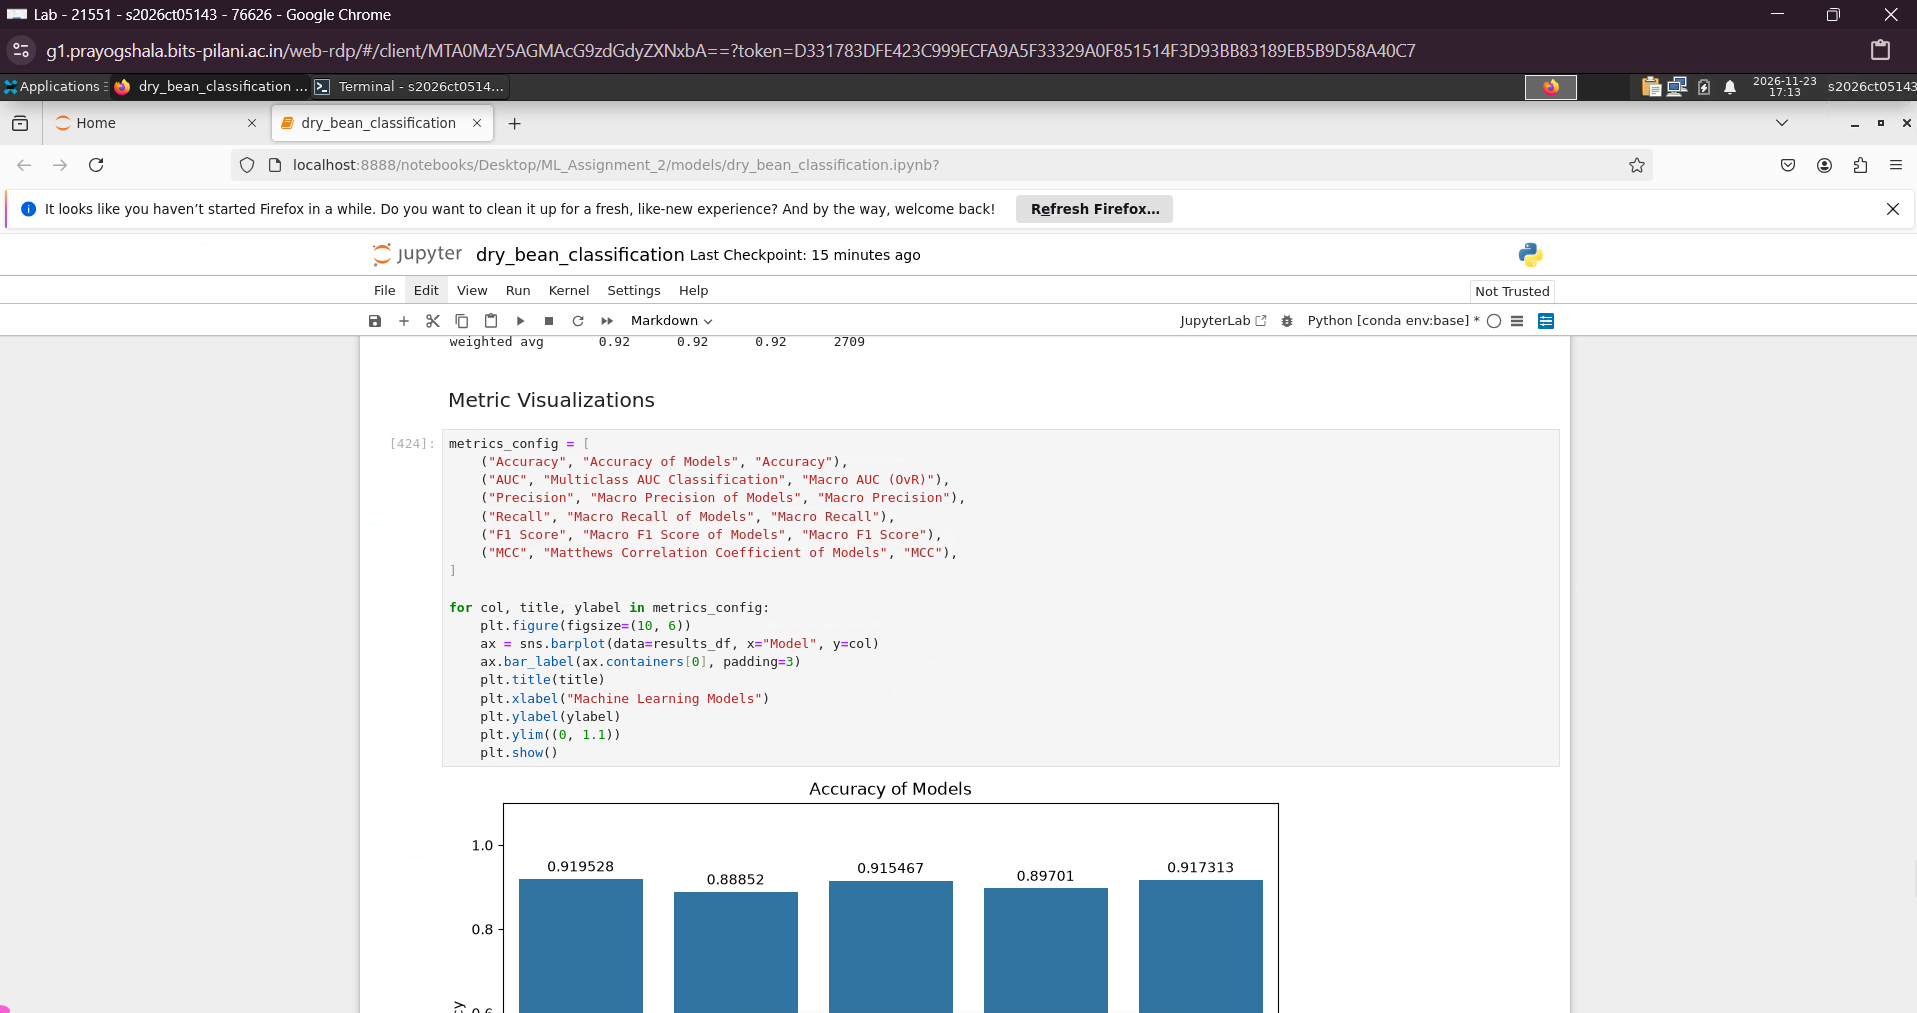 Lab - 21551 - s2026ct05143 - 76626 - Google Chrome
g1.prayogshala.bits-pilani.ac.in/web-rdp/#/client/MTA0MzY5AGMAcG9zdGdyZXNxbA==?token=D331783DFE423C999ECFA9A5F33329A0F851514F3D93BB83189EB5B9D58A40C7
Applications dry_bean_classification ... Terminal - s2026ct0514... 2026-11-23 17:13 s2026ct05143
Home dry_bean_classification
localhost:8888/notebooks/Desktop/ML_Assignment_2/models/dry_bean_classification.ipynb?
It looks like you haven’t started Firefox in a while. Do you want to clean it up for a fresh, like-new experience? And by the way, welcome back! Refresh Firefox...
jupyter dry_bean_classification Last Checkpoint: 15 minutes ago
File Edit View Run Kernel Settings Help Not Trusted
Markdown JupyterLab Python [conda env:base] *
weighted avg 0.92 0.92 0.92 2709
Metric Visualizations
[424]: metrics_config = [
("Accuracy", "Accuracy of Models", "Accuracy"),
("AUC", "Multiclass AUC Classification", "Macro AUC (OvR)"),
("Precision", "Macro Precision of Models", "Macro Precision"),
("Recall", "Macro Recall of Models", "Macro Recall"),
("F1 Score", "Macro F1 Score of Models", "Macro F1 Score"),
("MCC", "Matthews Correlation Coefficient of Models", "MCC"),
]
for col, title, ylabel in metrics_config:
plt.figure(figsize=(10, 6))
ax = sns.barplot(data=results_df, x="Model", y=col)
ax.bar_label(ax.containers[0], padding=3)
plt.title(title)
plt.xlabel("Machine Learning Models")
plt.ylabel(ylabel)
plt.ylim((0, 1.1))
plt.show()
Accuracy of Models
1.0
0.919528 0.88852 0.915467 0.89701 0.917313
0.8
0.6